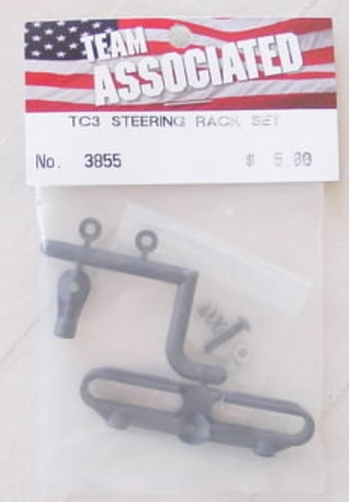 TEAM
ASSOCIATED
TC3 STEERING RACK SET
No. 3855 $ 5.00